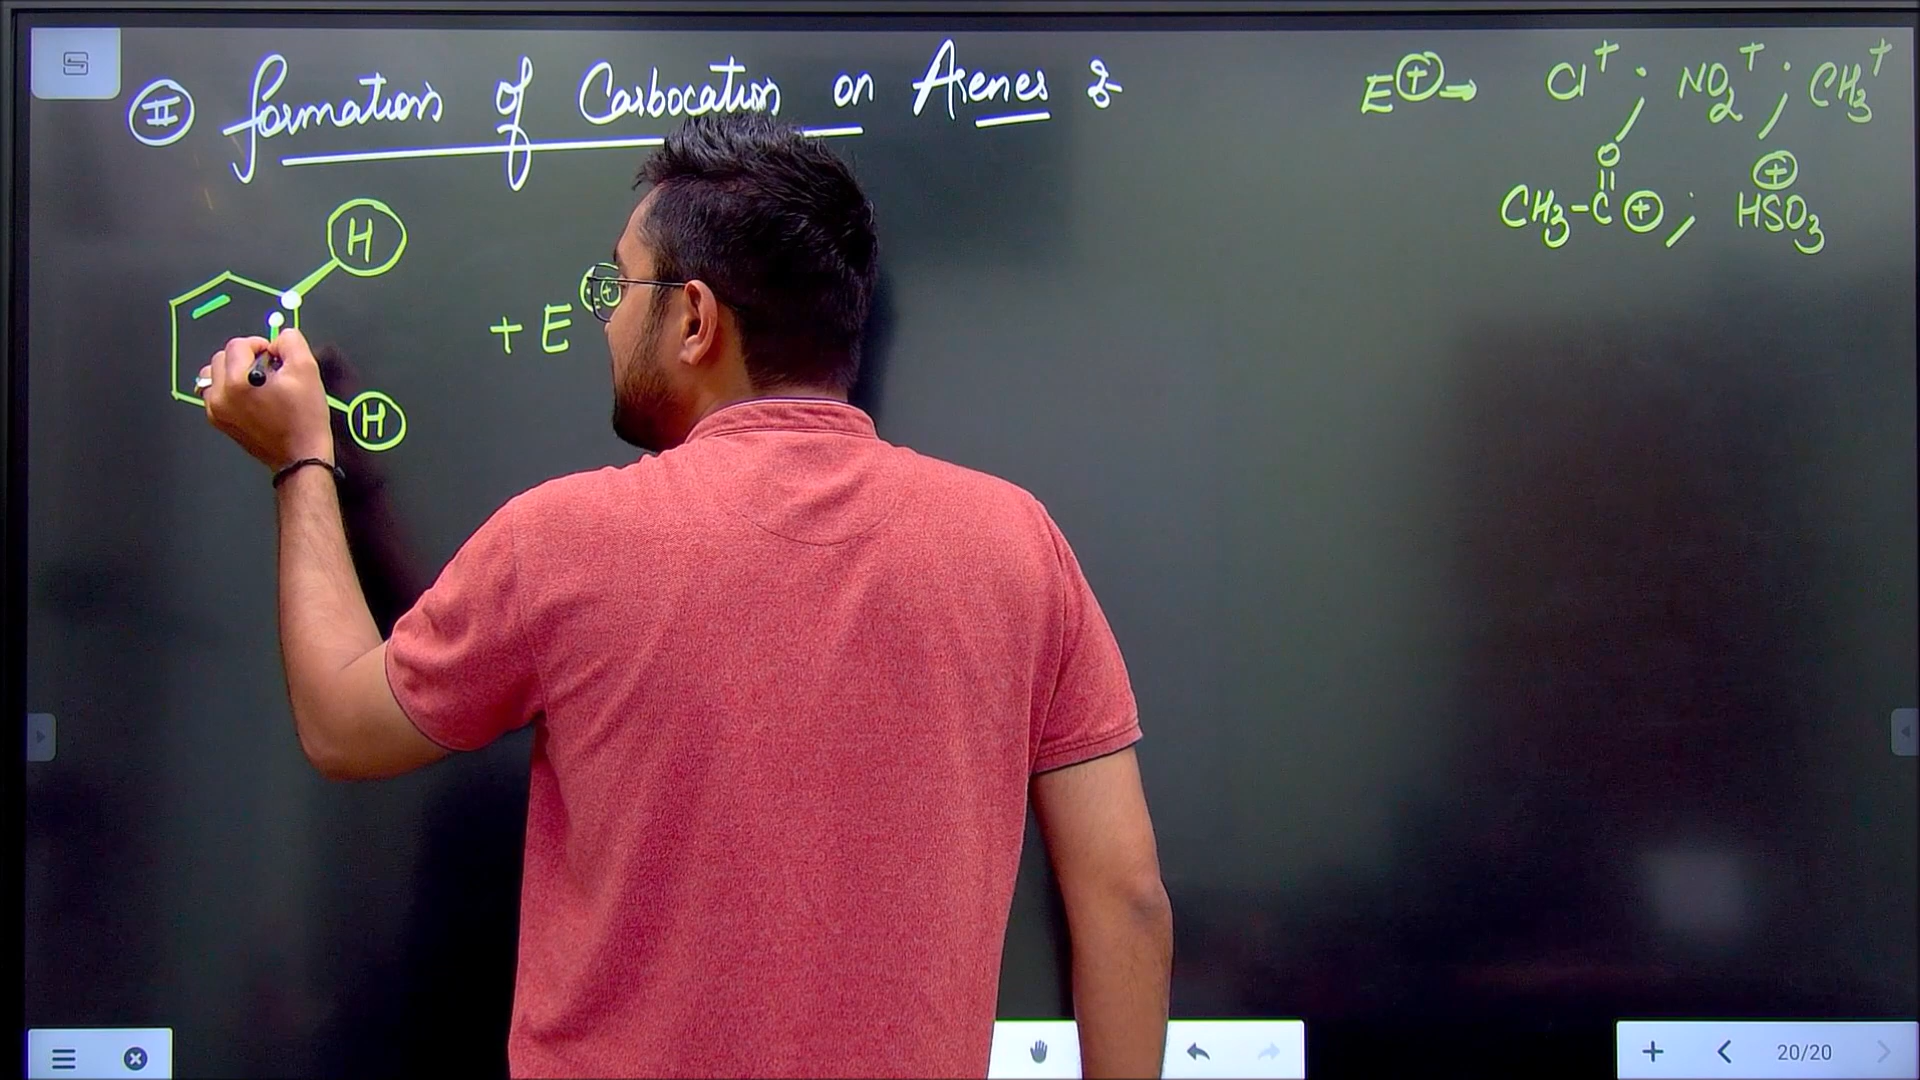 II formation of Carbocation on Arenes :-
E⊕→ Cl⁺ ; NO₂⁺ ; CH₃⁺
O
CH₃-C⊕ ; HSO₃⊕
H
+ E⊕
H
20/20